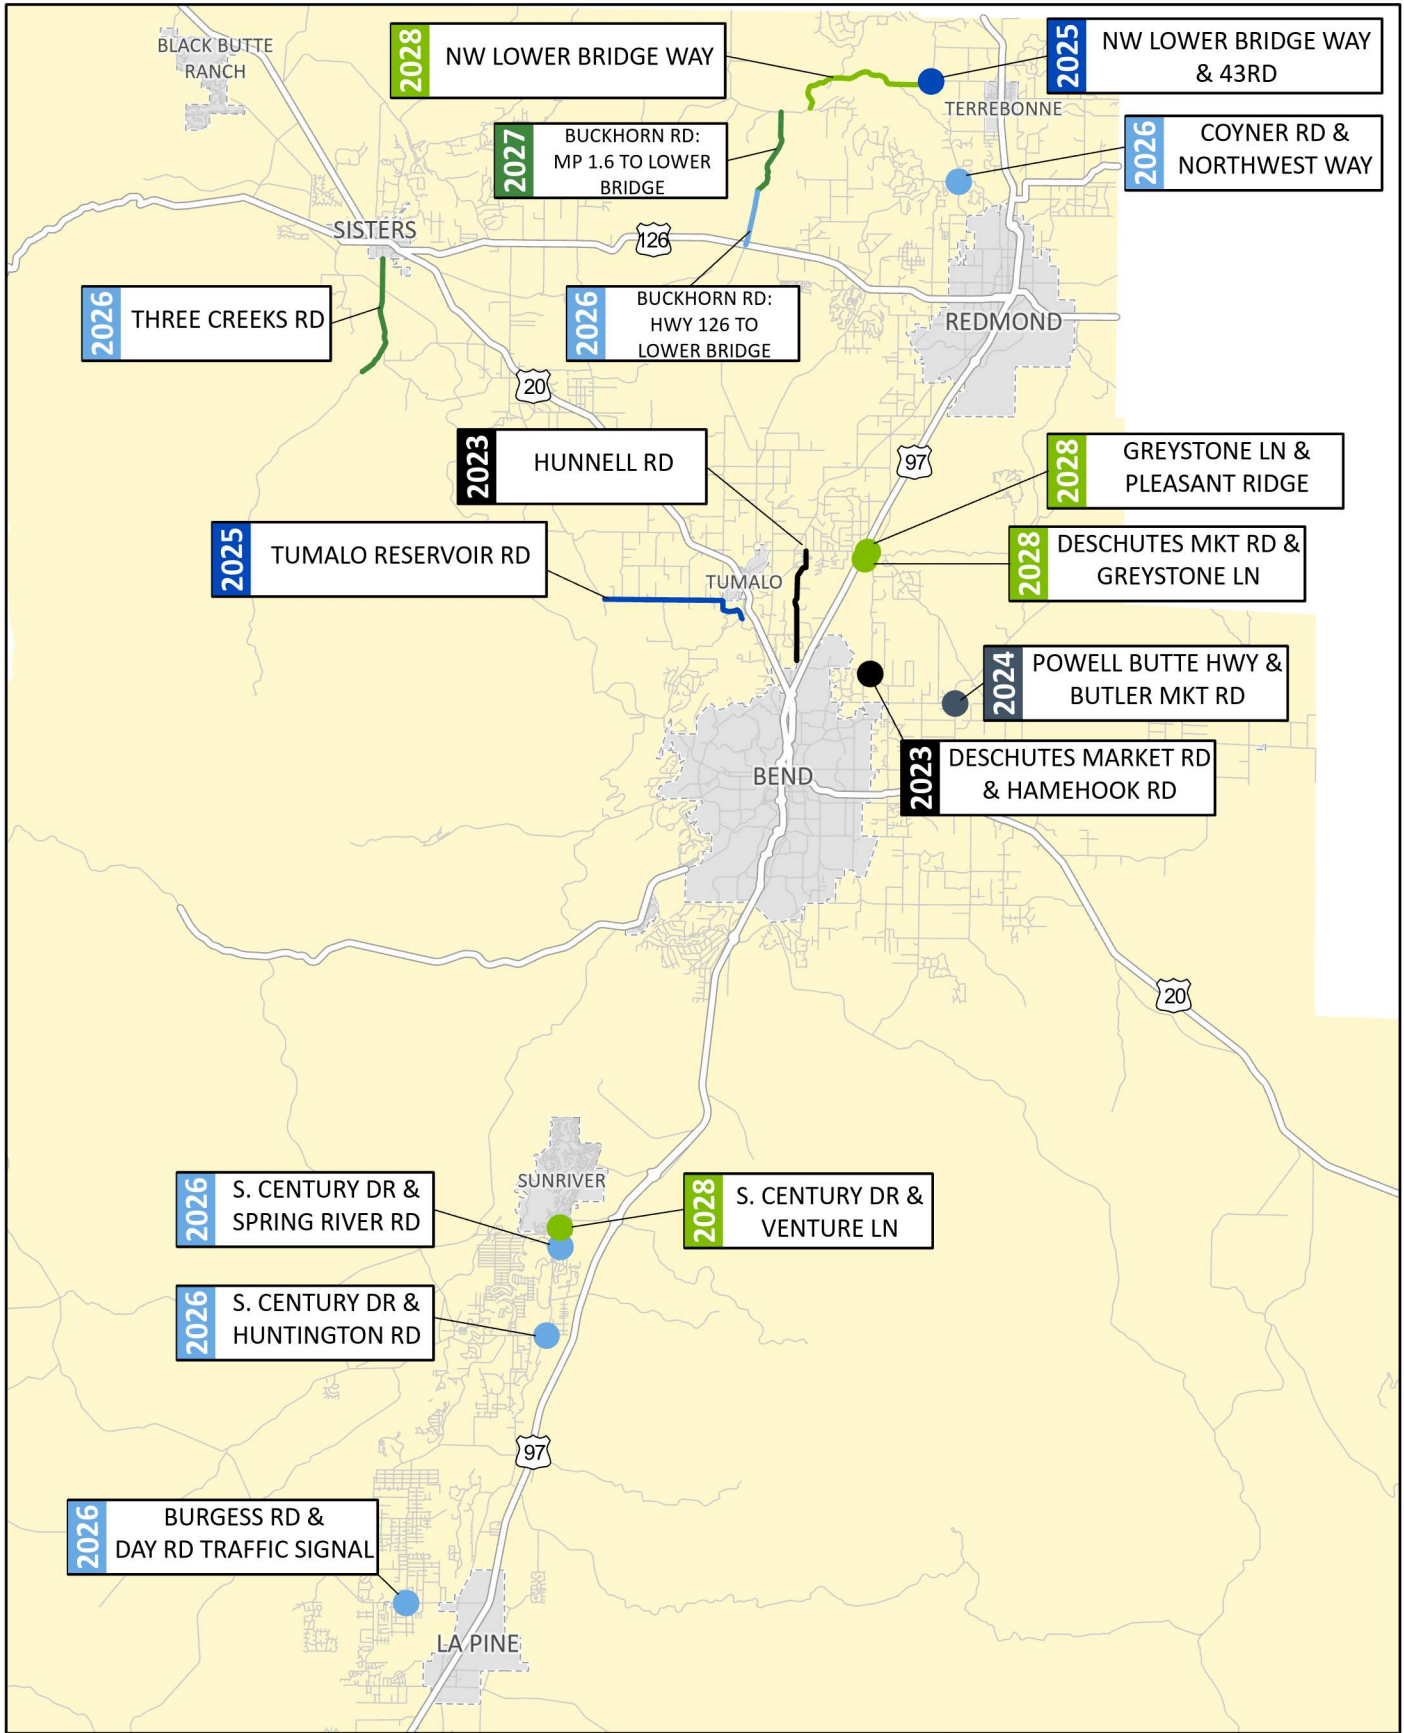 BLACK BUTTE
RANCH
2028
NW LOWER BRIDGE WAY
2025
NW LOWER BRIDGE WAY
& 43RD
TERREBONNE
2027
BUCKHORN RD:
MP 1.6 TO LOWER
BRIDGE
2026
COYNER RD &
NORTHWEST WAY
SISTERS
126
2026
THREE CREEKS RD
2026
BUCKHORN RD:
HWY 126 TO
LOWER BRIDGE
REDMOND
20
2023
HUNNELL RD
97
2028
GREYSTONE LN &
PLEASANT RIDGE
2025
TUMALO RESERVOIR RD
TUMALO
2028
DESCHUTES MKT RD &
GREYSTONE LN
2024
POWELL BUTTE HWY &
BUTLER MKT RD
BEND
2023
DESCHUTES MARKET RD
& HAMEHOOK RD
20
2026
S. CENTURY DR &
SPRING RIVER RD
SUNRIVER
2028
S. CENTURY DR &
VENTURE LN
2026
S. CENTURY DR &
HUNTINGTON RD
97
2026
BURGESS RD &
DAY RD TRAFFIC SIGNAL
LA PINE